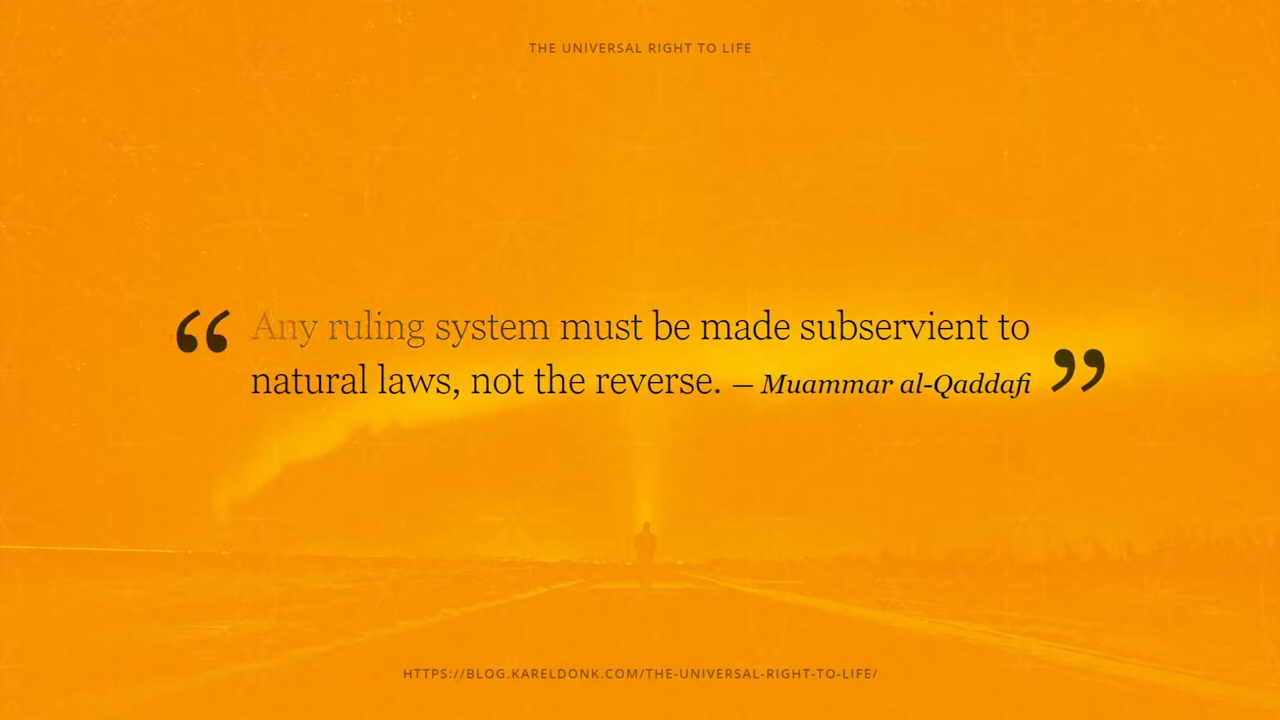 THE UNIVERSAL RIGHT TO LIFE
“Any ruling system must be made subservient to
natural laws, not the reverse. — Muammar al-Qaddafi”
HTTPS://BLOG.KARELDONK.COM/THE-UNIVERSAL-RIGHT-TO-LIFE/